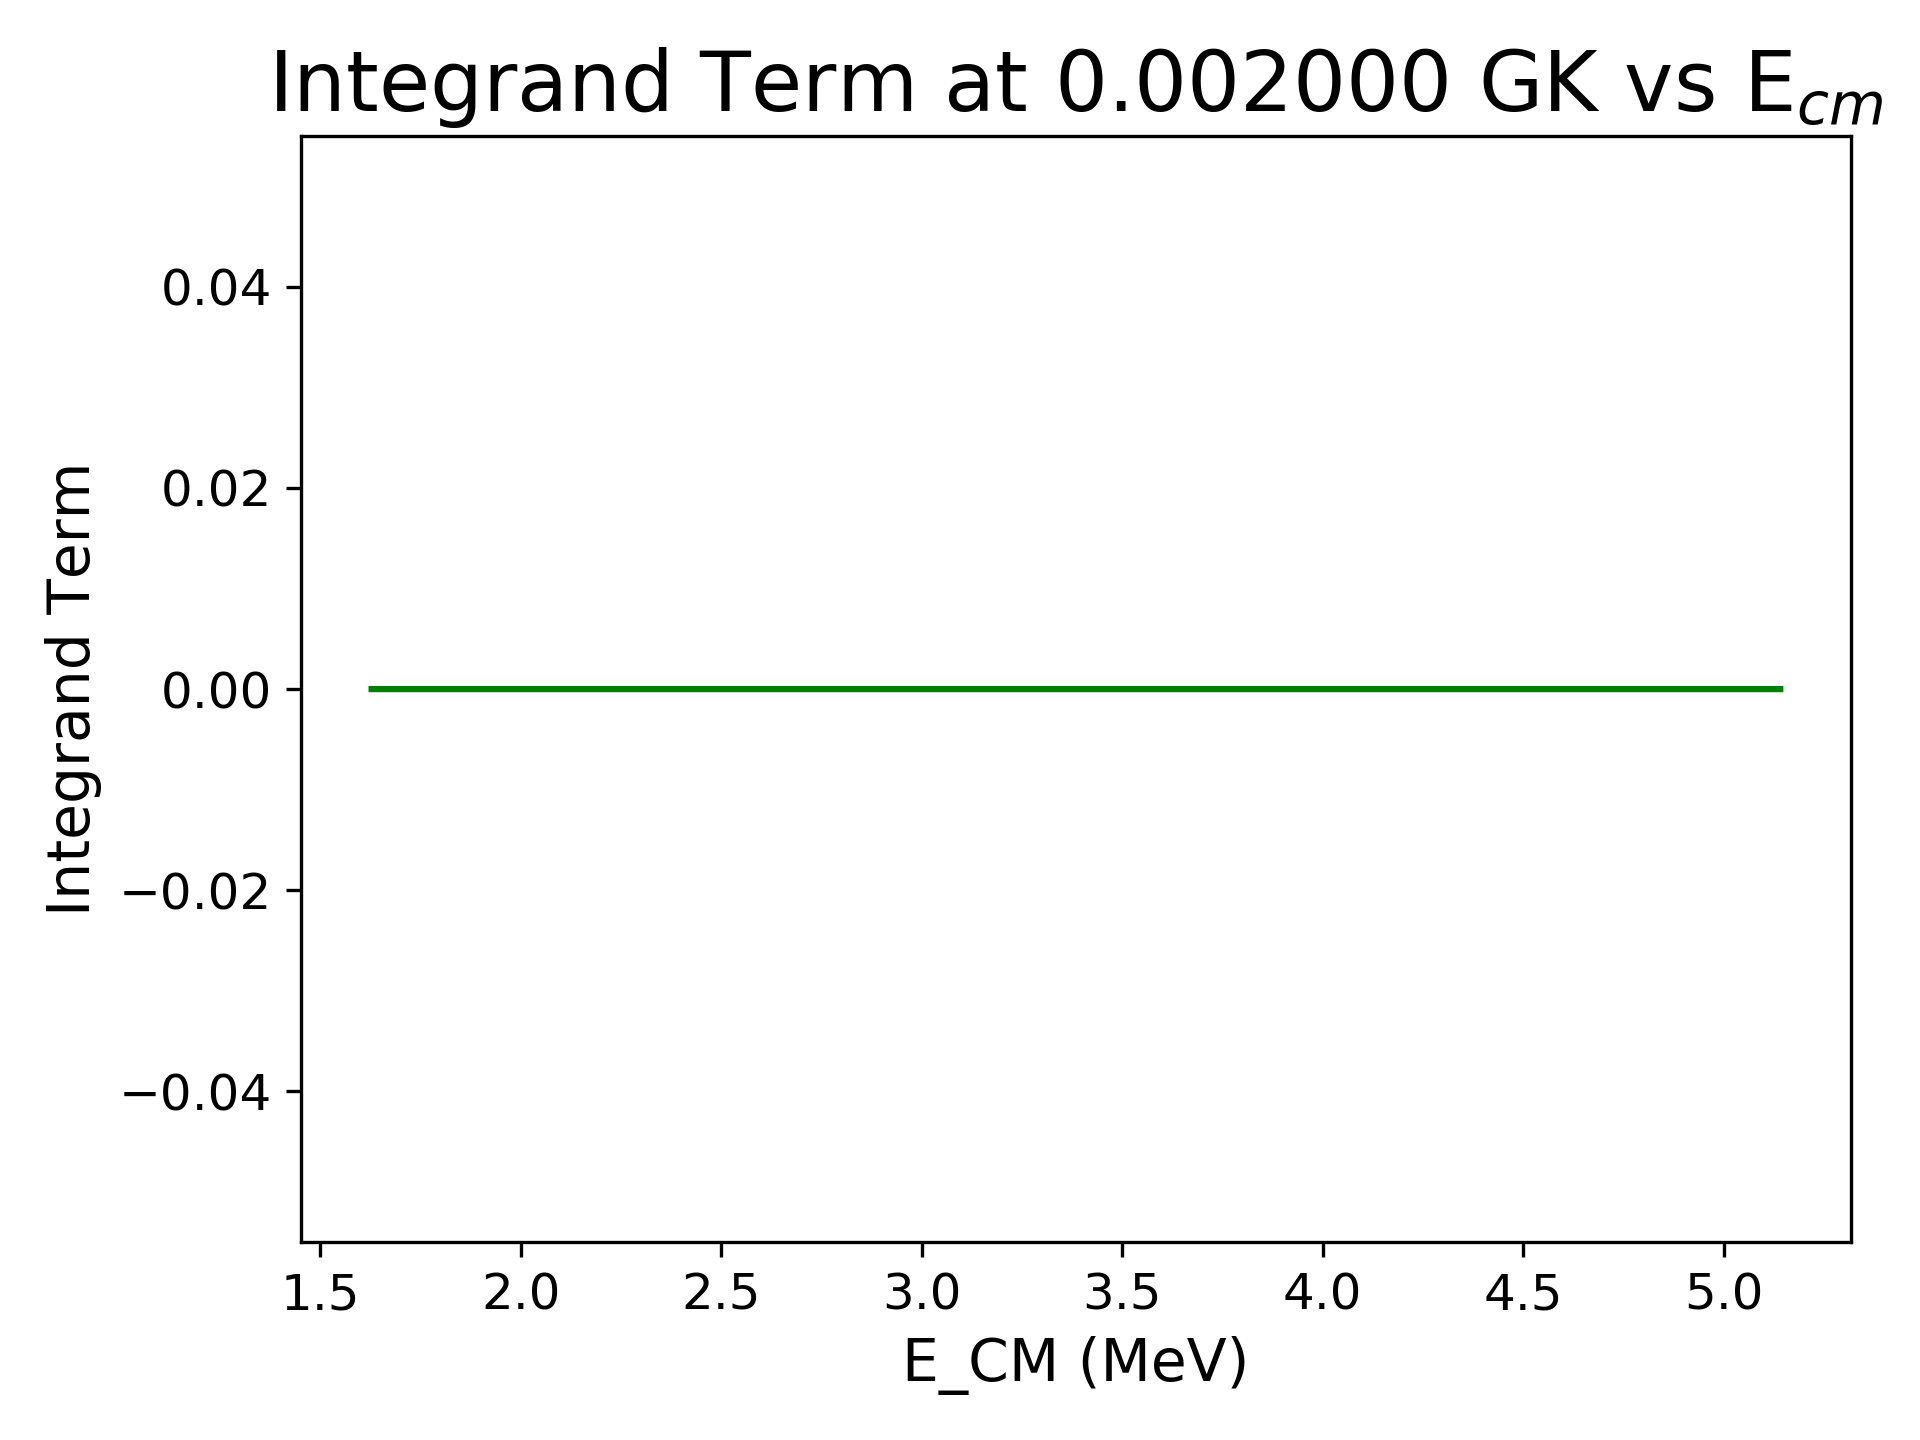 Integrand Term at 0.002000 GK vs E_cm
Integrand Term
0.04
0.02
0.00
−0.02
−0.04
1.5 2.0 2.5 3.0 3.5 4.0 4.5 5.0
E_CM (MeV)